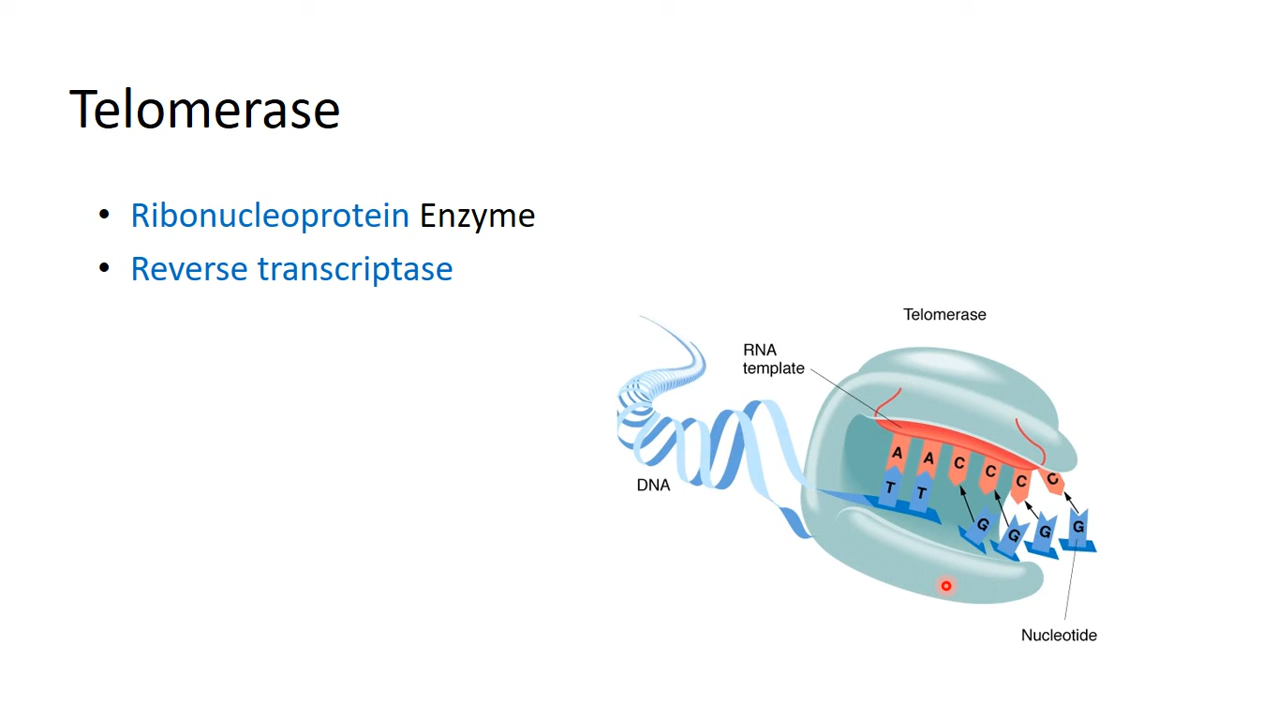 Telomerase
• Ribonucleoprotein Enzyme
• Reverse transcriptase
Telomerase
RNA
template
A A C C C C
T T G G G G
DNA
Nucleotide